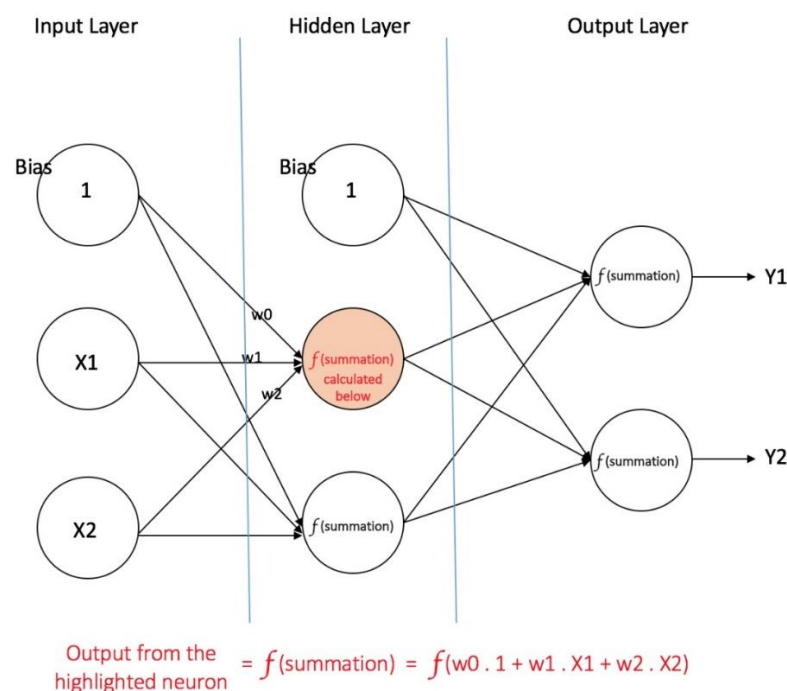 Input Layer
Hidden Layer
Output Layer
Bias
1
Bias
1
f(summation)
Y1
w0
X1
w1
f(summation)
calculated
below
w2
f(summation)
Y2
X2
f(summation)
Output from the
highlighted neuron
= f(summation) = f(w0 . 1 + w1 . X1 + w2 . X2)